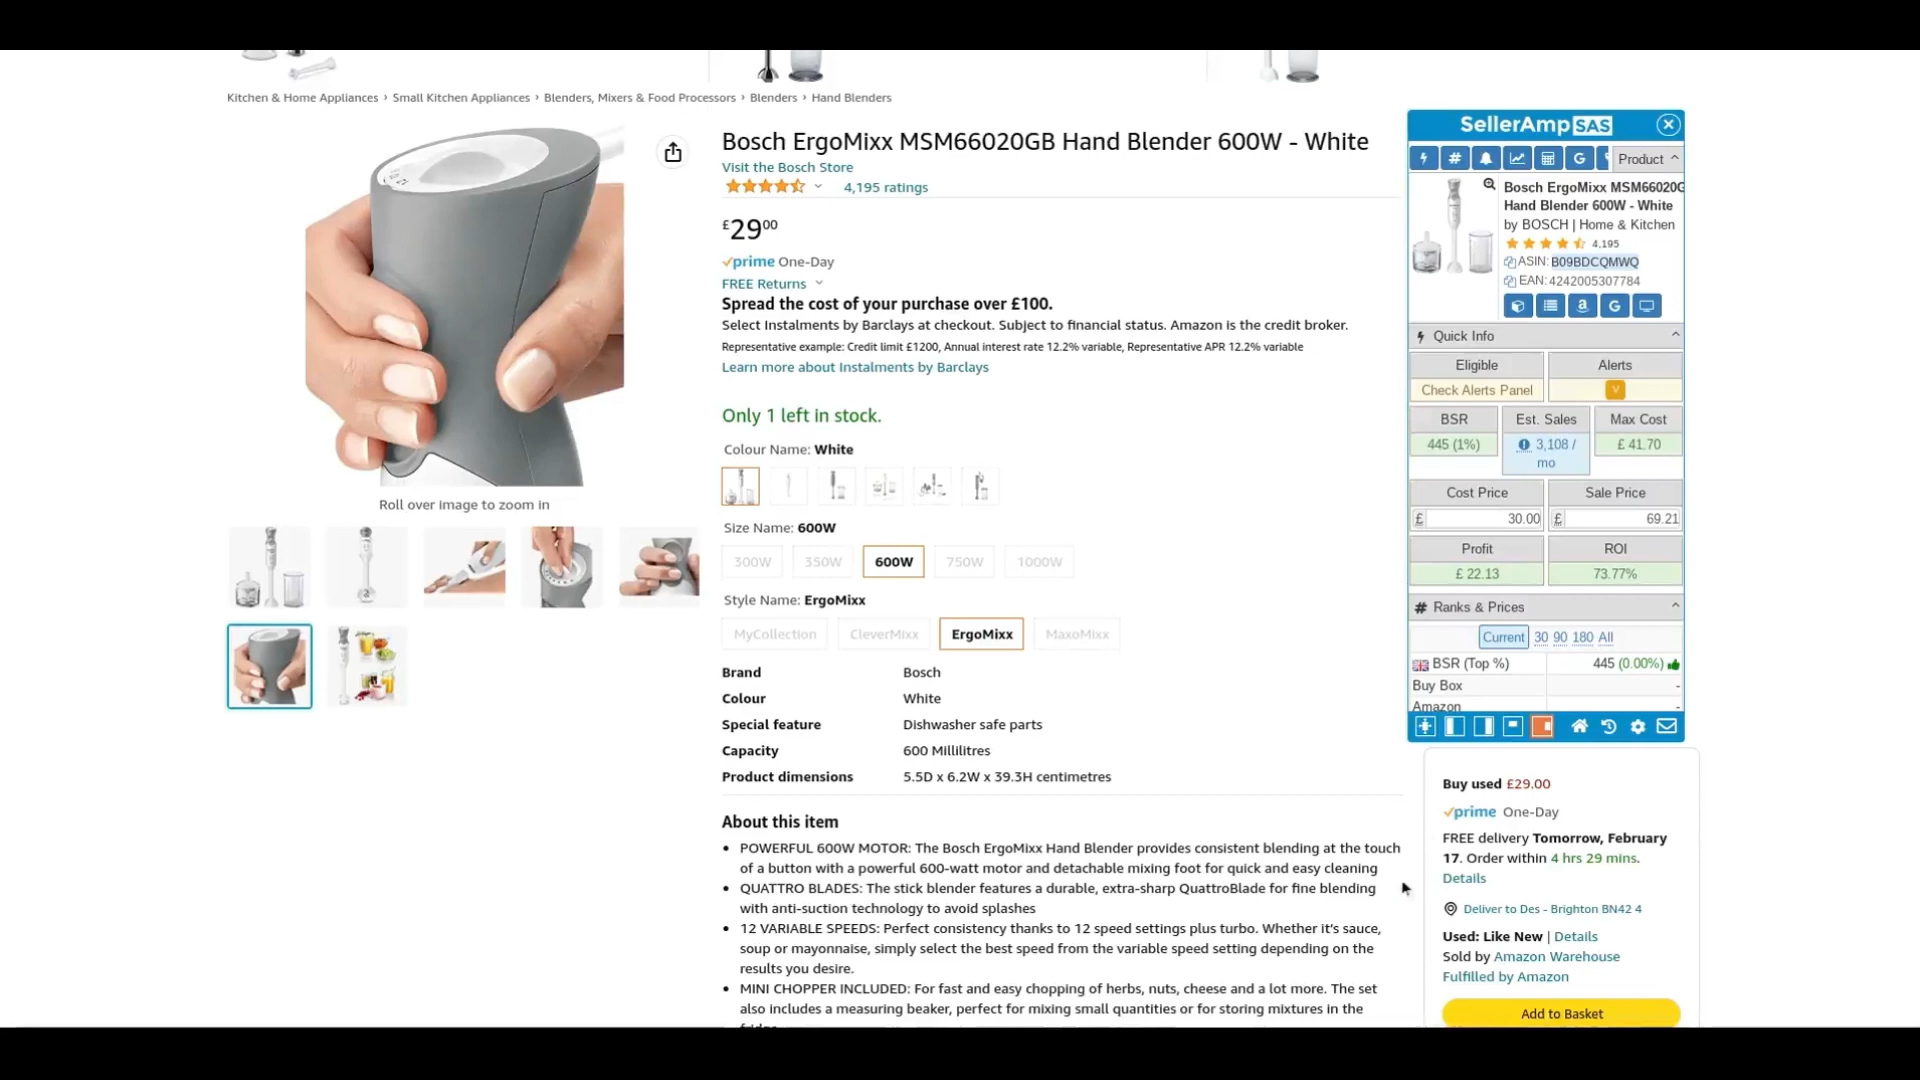 Kitchen & Home Appliances › Small Kitchen Appliances › Blenders, Mixers & Food Processors › Blenders › Hand Blenders
Roll over image to zoom in
Bosch ErgoMixx MSM66020GB Hand Blender 600W - White
Visit the Bosch Store
4,195 ratings
£29 00
prime One-Day
FREE Returns
Spread the cost of your purchase over £100.
Select Instalments by Barclays at checkout. Subject to financial status. Amazon is the credit broker.
Representative example: Credit limit £1200, Annual interest rate 12.2% variable, Representative APR 12.2% variable
Learn more about Instalments by Barclays
Only 1 left in stock.
Colour Name: White
Size Name: 600W
300W 350W 600W 750W 1000W
Style Name: ErgoMixx
MyCollection CleverMixx ErgoMixx MaxoMixx
Brand Bosch
Colour White
Special feature Dishwasher safe parts
Capacity 600 Millilitres
Product dimensions 5.5D x 6.2W x 39.3H centimetres
About this item
• POWERFUL 600W MOTOR: The Bosch ErgoMixx Hand Blender provides consistent blending at the touch
of a button with a powerful 600-watt motor and detachable mixing foot for quick and easy cleaning
• QUATTRO BLADES: The stick blender features a durable, extra-sharp QuattroBlade for fine blending
with anti-suction technology to avoid splashes
• 12 VARIABLE SPEEDS: Perfect consistency thanks to 12 speed settings plus turbo. Whether it's sauce,
soup or mayonnaise, simply select the best speed from the variable speed setting depending on the
results you desire.
• MINI CHOPPER INCLUDED: For fast and easy chopping of herbs, nuts, cheese and a lot more. The set
also includes a measuring beaker, perfect for mixing small quantities or for storing mixtures in the
SellerAmp SAS
# G Product
Bosch ErgoMixx MSM66020G
Hand Blender 600W - White
by BOSCH | Home & Kitchen
4,195
ASIN: B09BDCQMWQ
EAN: 4242005307784
a G
Quick Info
Eligible Alerts
Check Alerts Panel V
BSR Est. Sales Max Cost
445 (1%) 3,108 / £ 41.70
mo
Cost Price Sale Price
£ 30.00 £ 69.21
Profit ROI
£ 22.13 73.77%
# Ranks & Prices
Current 30 90 180 All
BSR (Top %) 445 (0.00%)
Buy Box -
Amazon -
Buy used £29.00
prime One-Day
FREE delivery Tomorrow, February
17. Order within 4 hrs 29 mins.
Details
Deliver to Des - Brighton BN42 4
Used: Like New | Details
Sold by Amazon Warehouse
Fulfilled by Amazon
Add to Basket